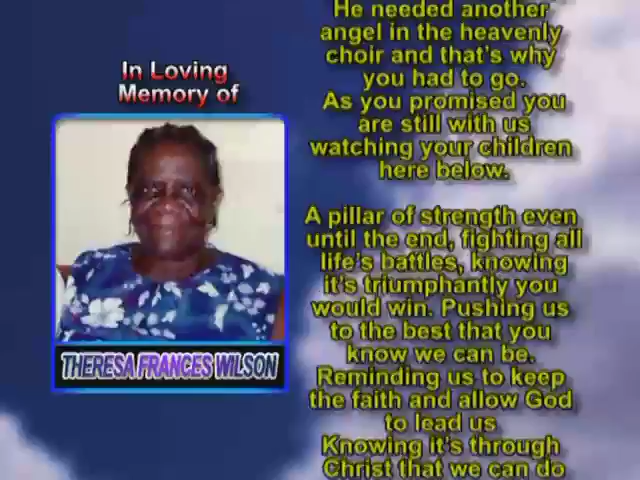 In Loving
Memory of
THERESA FRANCES WILSON
He needed another
angel in the heavenly
choir and that's why
you had to go.
As you promised you
are still with us
watching your children
here below.
A pillar of strength even
until the end, fighting all
life's battles, knowing
it's triumphantly you
would win. Pushing us
to the best that you
know we can be.
Reminding us to keep
the faith and allow God
to lead us
Knowing it's through
Christ that we can do